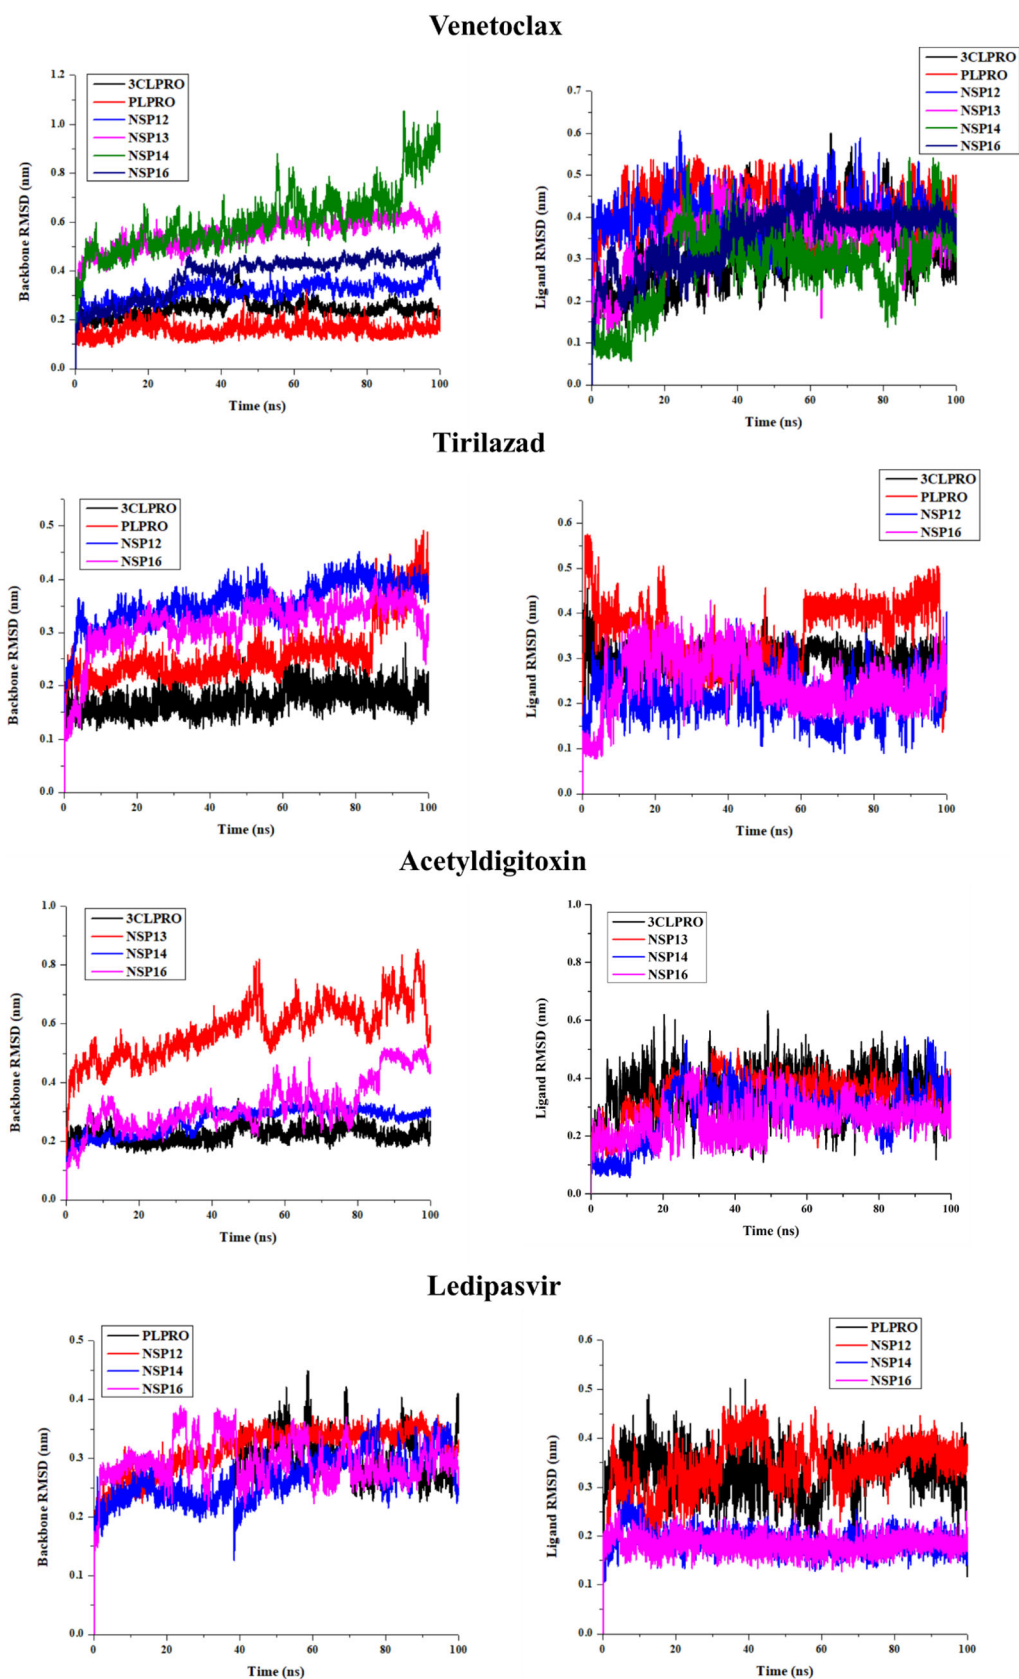 Venetoclax
3CLPRO
PLPRO
NSP12
NSP13
NSP14
NSP16
Backbone RMSD (nm)
1.2
1.0
0.8
0.6
0.4
0.2
0.0
0 20 40 60 80 100
Time (ns)
3CLPRO
PLPRO
NSP12
NSP13
NSP14
NSP16
Ligand RMSD (nm)
0.7
0.6
0.5
0.4
0.3
0.2
0.1
0.0
0 20 40 60 80 100
Time (ns)
Tirilazad
3CLPRO
PLPRO
NSP12
NSP16
Backbone RMSD (nm)
0.5
0.4
0.3
0.2
0.1
0.0
0 20 40 60 80 100
Time (ns)
3CLPRO
PLPRO
NSP12
NSP16
Ligand RMSD (nm)
0.6
0.5
0.4
0.3
0.2
0.1
0.0
0 20 40 60 80 100
Time (ns)
Acetyldigitoxin
3CLPRO
NSP13
NSP14
NSP16
Backbone RMSD (nm)
1.0
0.8
0.6
0.4
0.2
0.0
0 20 40 60 80 100
Time (ns)
3CLPRO
NSP13
NSP14
NSP16
Ligand RMSD (nm)
1.0
0.8
0.6
0.4
0.2
0.0
0 20 40 60 80 100
Time (ns)
Ledipasvir
PLPRO
NSP12
NSP14
NSP16
Backbone RMSD (nm)
0.5
0.4
0.3
0.2
0.1
0.0
0 20 40 60 80 100
Time (ns)
PLPRO
NSP12
NSP14
NSP16
Ligand RMSD (nm)
0.6
0.5
0.4
0.3
0.2
0.1
0.0
0 20 40 60 80 100
Time (ns)